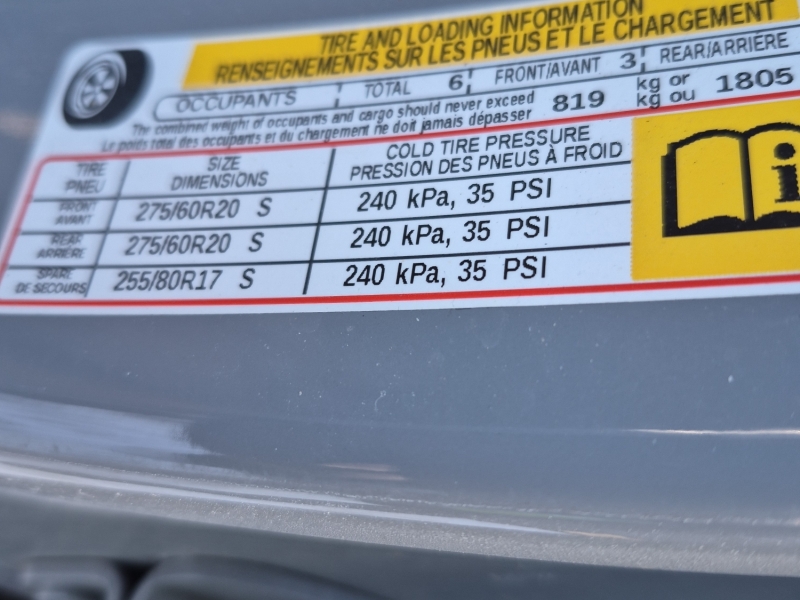 TIRE AND LOADING INFORMATION
RENSEIGNEMENTS SUR LES PNEUS ET LE CHARGEMENT
OCCUPANTS TOTAL 6 FRONT/AVANT 3 REAR/ARRIÈRE
The combined weight of occupants and cargo should never exceed
Le poids total des occupants et du chargement ne doit jamais dépasser
819 kg or kg ou 1805
TIRE PNEU SIZE DIMENSIONS COLD TIRE PRESSURE PRESSION DES PNEUS À FROID
FRONT AVANT 275/60R20 S 240 kPa, 35 PSI
REAR ARRIÈRE 275/60R20 S 240 kPa, 35 PSI
SPARE DE SECOURS 255/80R17 S 240 kPa, 35 PSI
i